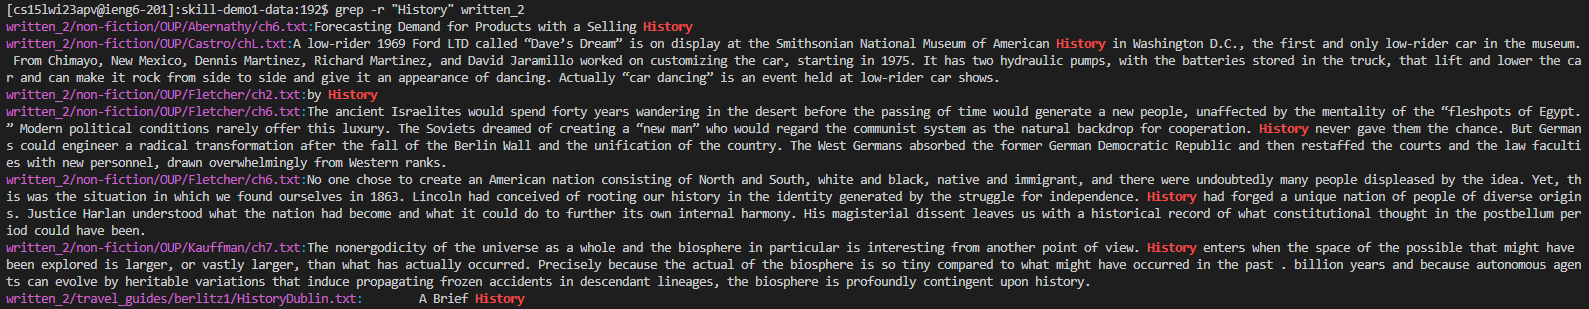 [cs15lwi23apv@ieng6-201]:skill-demo1-data:192$ grep -r "History" written_2
written_2/non-fiction/OUP/Abernathy/ch6.txt:Forecasting Demand for Products with a Selling History
written_2/non-fiction/OUP/Castro/chL.txt:A low-rider 1969 Ford LTD called “Dave’s Dream” is on display at the Smithsonian National Museum of American History in Washington D.C., the first and only low-rider car in the museum.
 From Chimayo, New Mexico, Dennis Martinez, Richard Martinez, and David Jaramillo worked on customizing the car, starting in 1975. It has two hydraulic pumps, with the batteries stored in the truck, that lift and lower the ca
r and can make it rock from side to side and give it an appearance of dancing. Actually “car dancing” is an event held at low-rider car shows.
written_2/non-fiction/OUP/Fletcher/ch2.txt:by History
written_2/non-fiction/OUP/Fletcher/ch6.txt:The ancient Israelites would spend forty years wandering in the desert before the passing of time would generate a new people, unaffected by the mentality of the “fleshpots of Egypt.
” Modern political conditions rarely offer this luxury. The Soviets dreamed of creating a “new man” who would regard the communist system as the natural backdrop for cooperation. History never gave them the chance. But German
s could engineer a radical transformation after the fall of the Berlin Wall and the unification of the country. The West Germans absorbed the former German Democratic Republic and then restaffed the courts and the law faculti
es with new personnel, drawn overwhelmingly from Western ranks.
written_2/non-fiction/OUP/Fletcher/ch6.txt:No one chose to create an American nation consisting of North and South, white and black, native and immigrant, and there were undoubtedly many people displeased by the idea. Yet, th
is was the situation in which we found ourselves in 1863. Lincoln had conceived of rooting our history in the identity generated by the struggle for independence. History had forged a unique nation of people of diverse origin
s. Justice Harlan understood what the nation had become and what it could do to further its own internal harmony. His magisterial dissent leaves us with a historical record of what constitutional thought in the postbellum per
iod could have been.
written_2/non-fiction/OUP/Kauffman/ch7.txt:The nonergodicity of the universe as a whole and the biosphere in particular is interesting from another point of view. History enters when the space of the possible that might have
been explored is larger, or vastly larger, than what has actually occurred. Precisely because the actual of the biosphere is so tiny compared to what might have occurred in the past . billion years and because autonomous agen
ts can evolve by heritable variations that induce propagating frozen accidents in descendant lineages, the biosphere is profoundly contingent upon history.
written_2/travel_guides/berlitz1/HistoryDublin.txt:        A Brief History